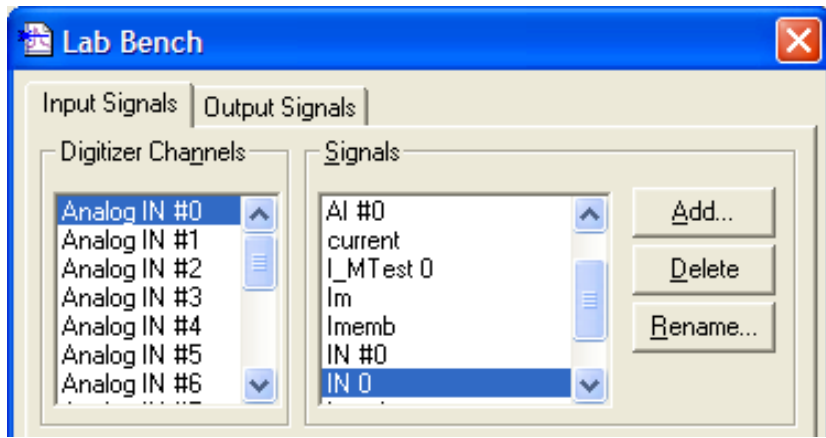 Lab Bench
Input Signals
Output Signals
Digitizer Channels
Analog IN #0
Analog IN #1
Analog IN #2
Analog IN #3
Analog IN #4
Analog IN #5
Analog IN #6
Signals
AI #0
current
I_MTest 0
Im
Imemb
IN #0
IN 0
Add...
Delete
Rename...